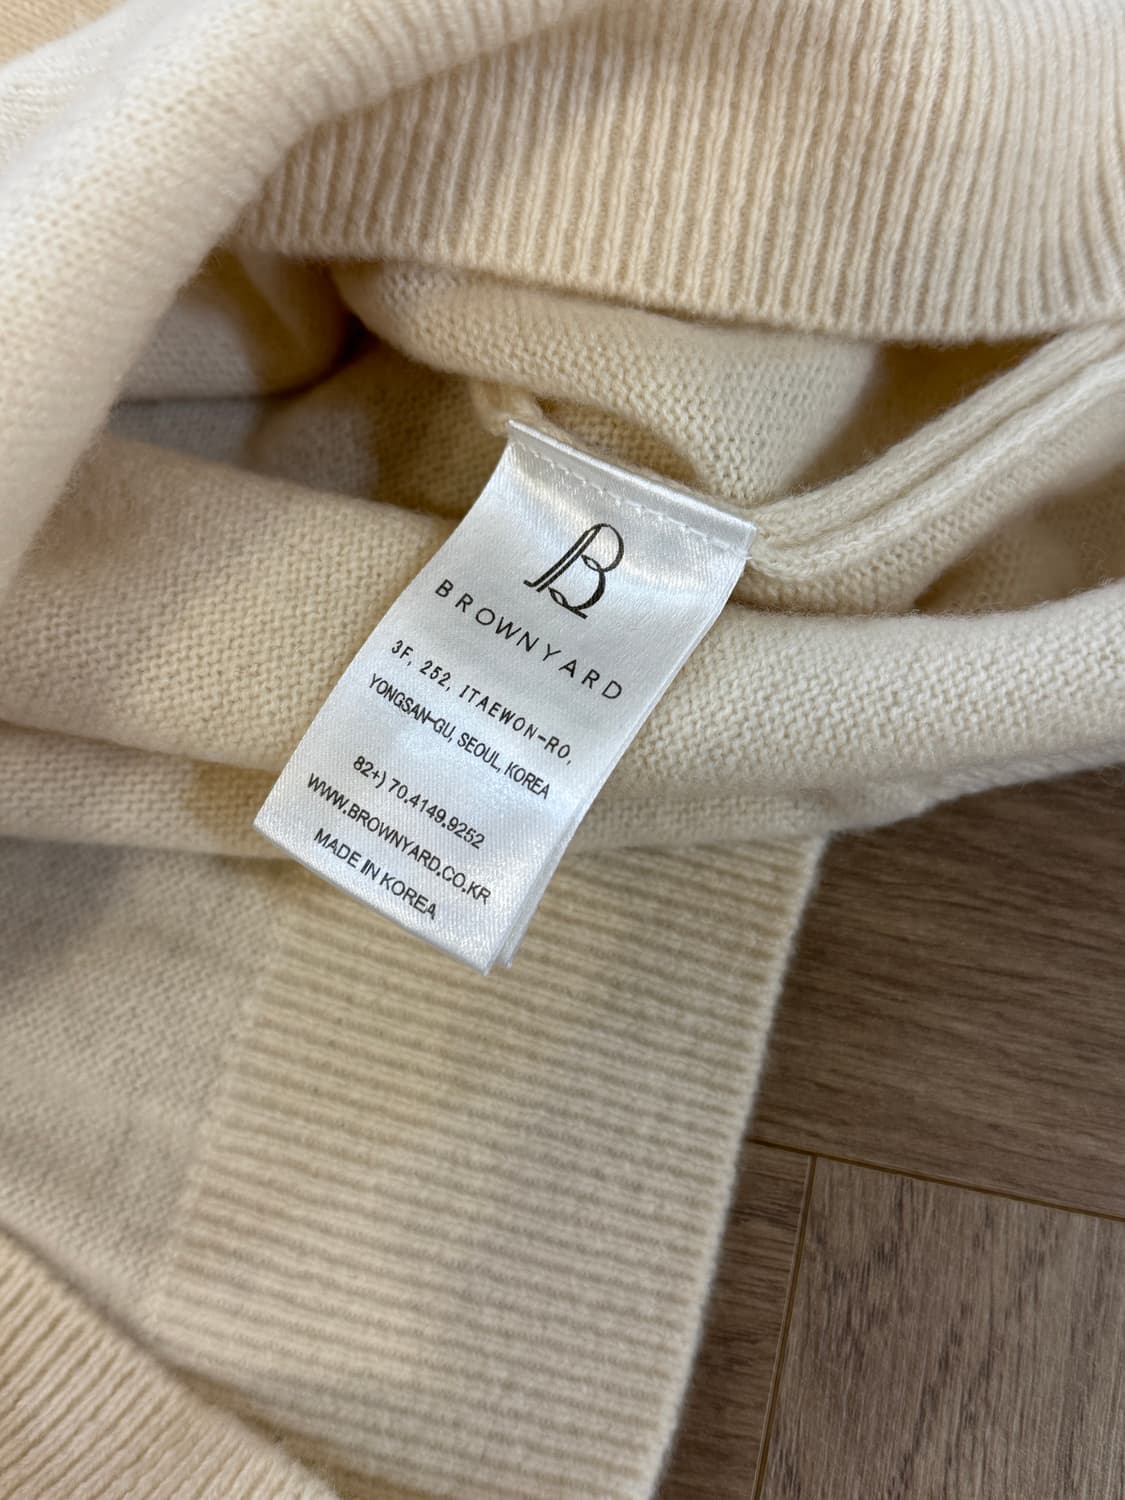 B
BROWNYARD
3F, 252, ITAEWON-RO,
YONGSAN-GU, SEOUL, KOREA
82+) 70.4149.9252
WWW.BROWNYARD.CO.KR
MADE IN KOREA